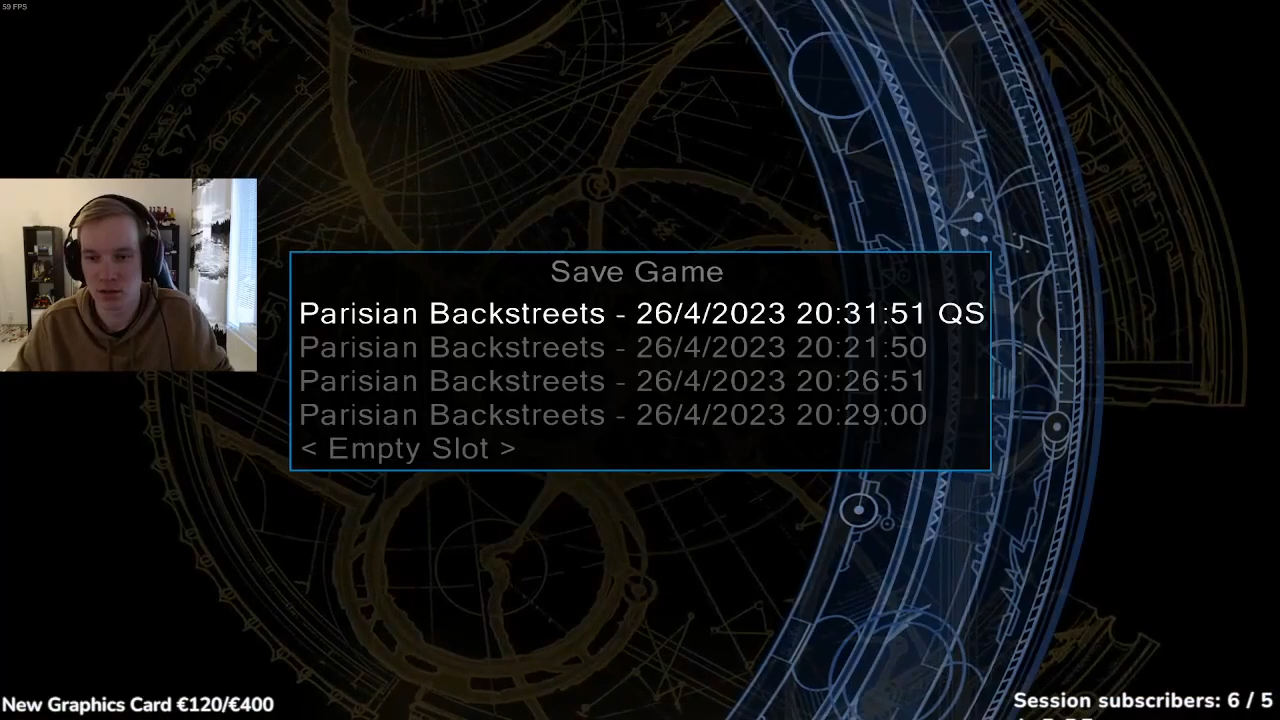 59 FPS
Save Game
Parisian Backstreets - 26/4/2023 20:31:51 QS
Parisian Backstreets - 26/4/2023 20:21:50
Parisian Backstreets - 26/4/2023 20:26:51
Parisian Backstreets - 26/4/2023 20:29:00
< Empty Slot >
New Graphics Card €120/€400
Session subscribers: 6 / 5